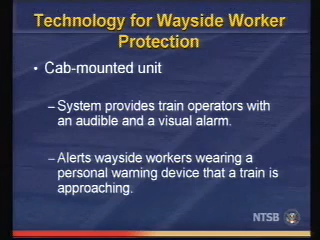 Technology for Wayside Worker
Protection
• Cab-mounted unit
– System provides train operators with
an audible and a visual alarm.
– Alerts wayside workers wearing a
personal warning device that a train is
approaching.
NTSB